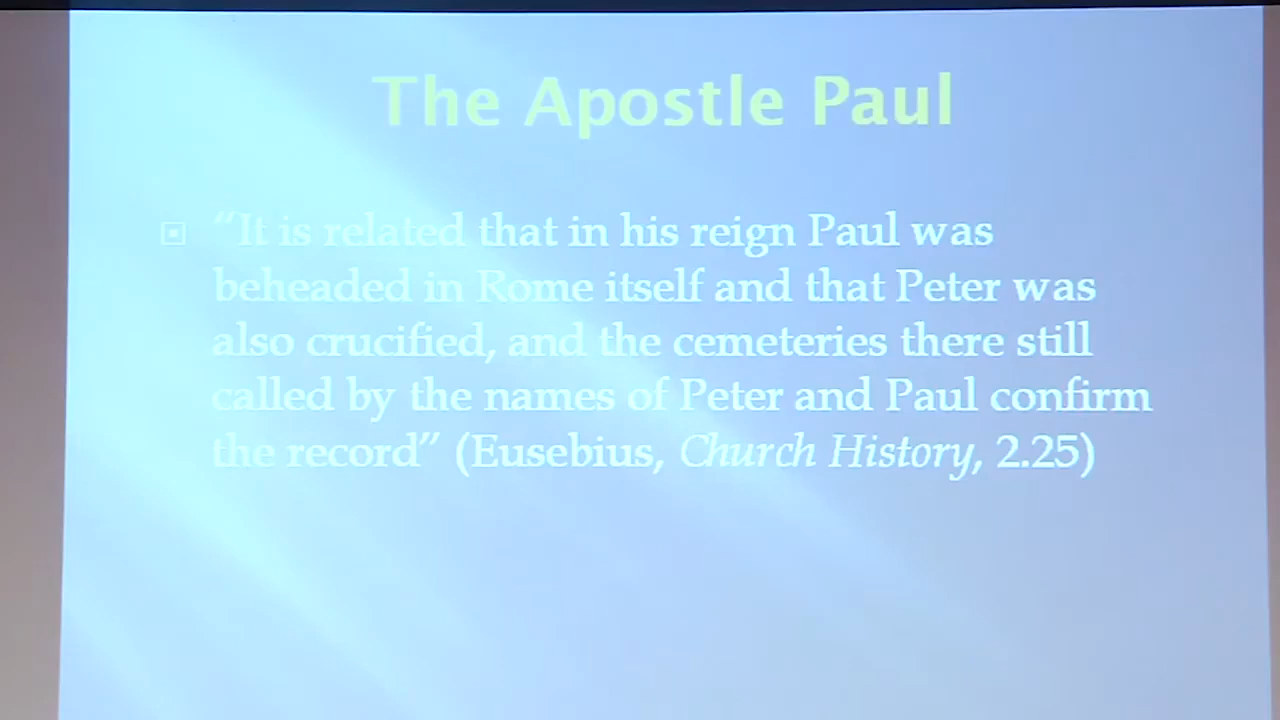 The Apostle Paul
“It is related that in his reign Paul was
beheaded in Rome itself and that Peter was
also crucified, and the cemeteries there still
called by the names of Peter and Paul confirm
the record” (Eusebius, Church History, 2.25)